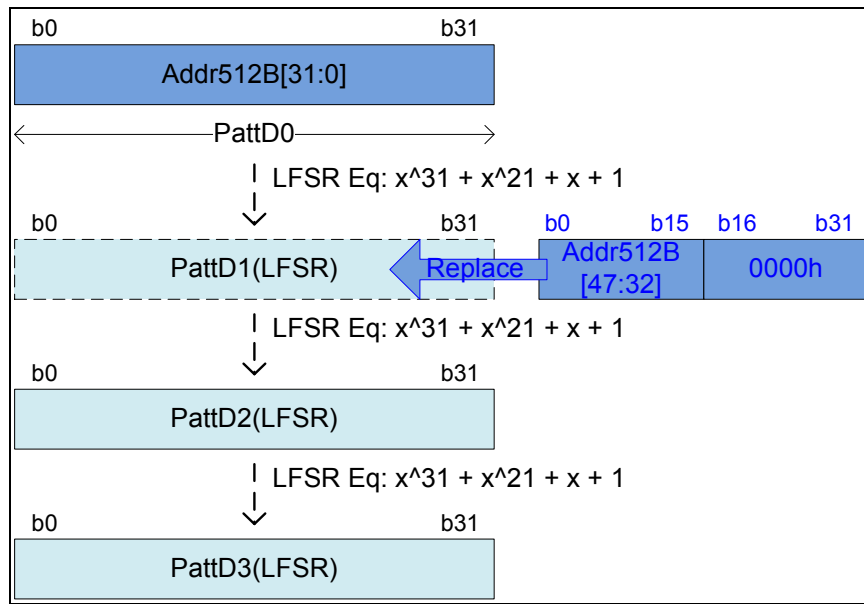 b0 b31
Addr512B[31:0]
PattD0
LFSR Eq: x^31 + x^21 + x + 1
b0 b31 b0 b15 b16 b31
PattD1(LFSR) Replace Addr512B 0000h
[47:32]
LFSR Eq: x^31 + x^21 + x + 1
b0 b31
PattD2(LFSR)
LFSR Eq: x^31 + x^21 + x + 1
b0 b31
PattD3(LFSR)